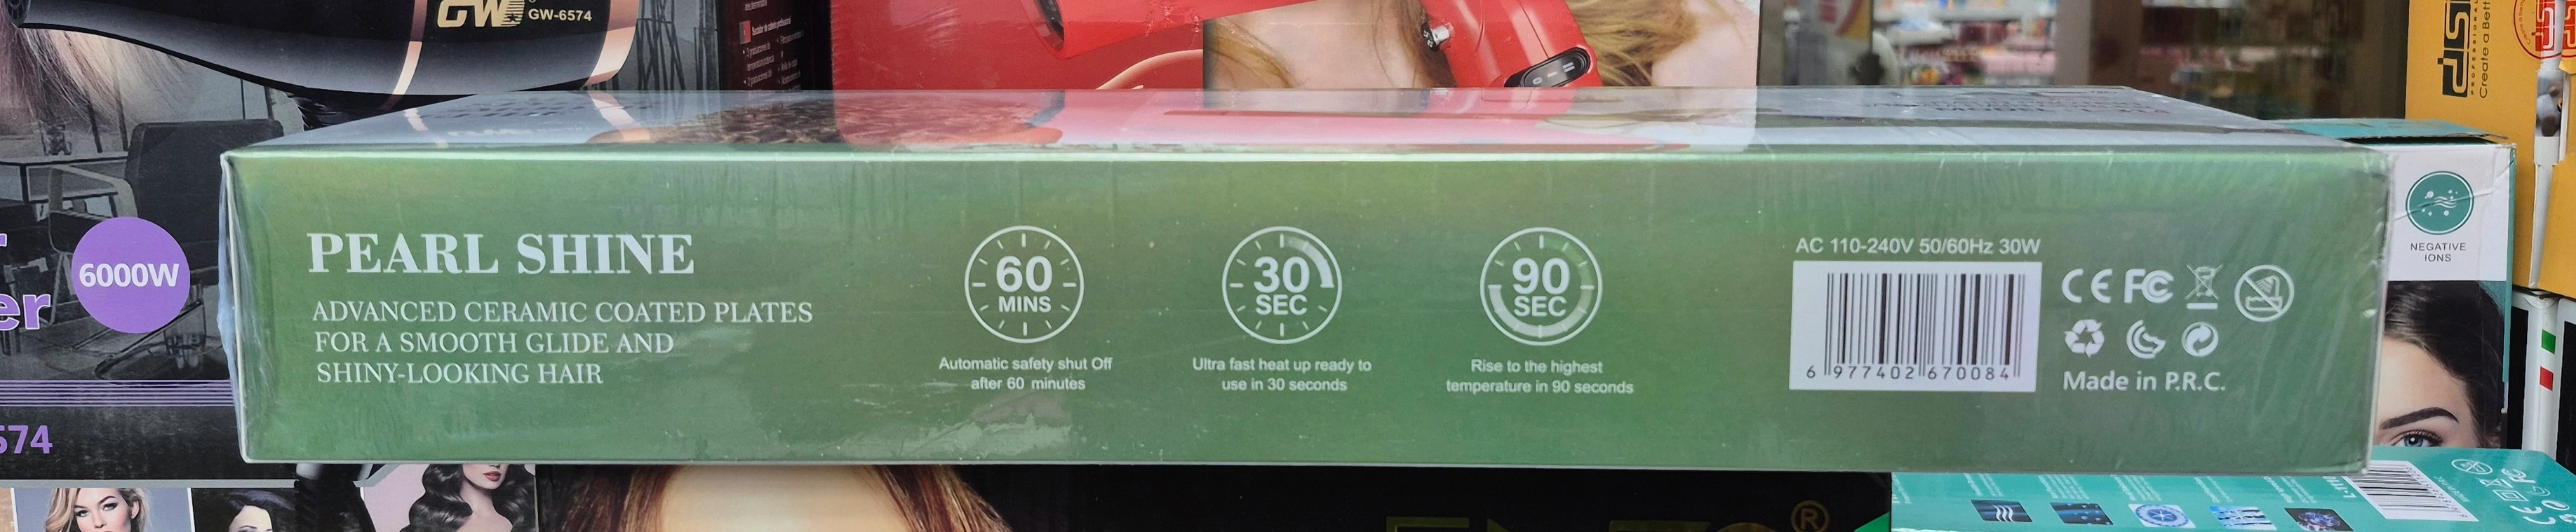 GW
GW-6574
6000W
er
574
PEARL SHINE
ADVANCED CERAMIC COATED PLATES
FOR A SMOOTH GLIDE AND
SHINY-LOOKING HAIR
60
MINS
Automatic safety shut Off
after 60 minutes
30
SEC
Ultra fast heat up ready to
use in 30 seconds
90
SEC
Rise to the highest
temperature in 90 seconds
AC 110-240V 50/60Hz 30W
6 977402 670084
CE FC
Made in P.R.C.
NEGATIVE
IONS
dsp
PROFESSIONAL
Create a Bett